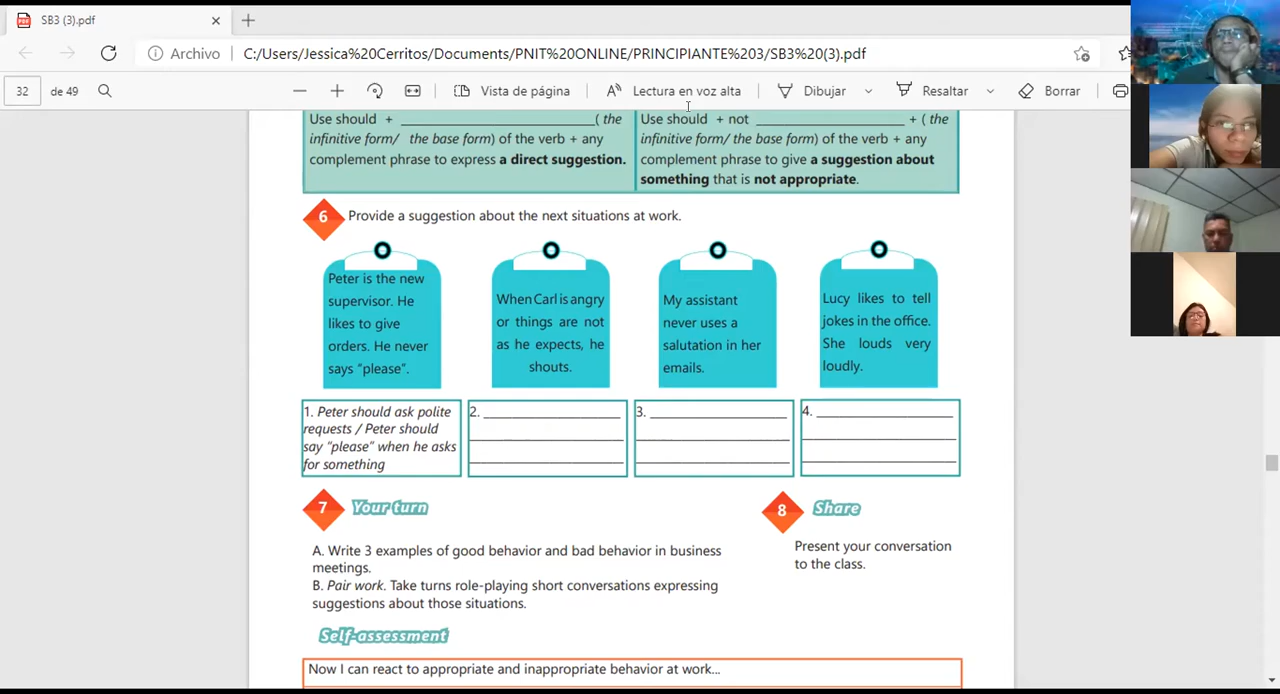 SB3 (3).pdf
Archivo
C:/Users/Jessica%20Cerritos/Documents/PNIT%20ONLINE/PRINCIPIANTE%203/SB3%20(3).pdf
32 de 49
Vista de página
Lectura en voz alta
Dibujar
Resaltar
Borrar
Use should + ______________________( the
infinitive form/ the base form) of the verb + any
complement phrase to express a direct suggestion.
Use should + not _________________ + ( the
infinitive form/ the base form) of the verb + any
complement phrase to give a suggestion about
something that is not appropriate.
6 Provide a suggestion about the next situations at work.
Peter is the new
supervisor. He
likes to give
orders. He never
says “please”.
When Carl is angry
or things are not
as he expects, he
shouts.
My assistant
never uses a
salutation in her
emails.
Lucy likes to tell
jokes in the office.
She louds very
loudly.
1. Peter should ask polite
requests / Peter should
say “please” when he asks
for something
2. ________________
3. ________________
4. ________________
7 Your turn
A. Write 3 examples of good behavior and bad behavior in business
meetings.
B. Pair work. Take turns role-playing short conversations expressing
suggestions about those situations.
8 Share
Present your conversation
to the class.
Self-assessment
Now I can react to appropriate and inappropriate behavior at work...